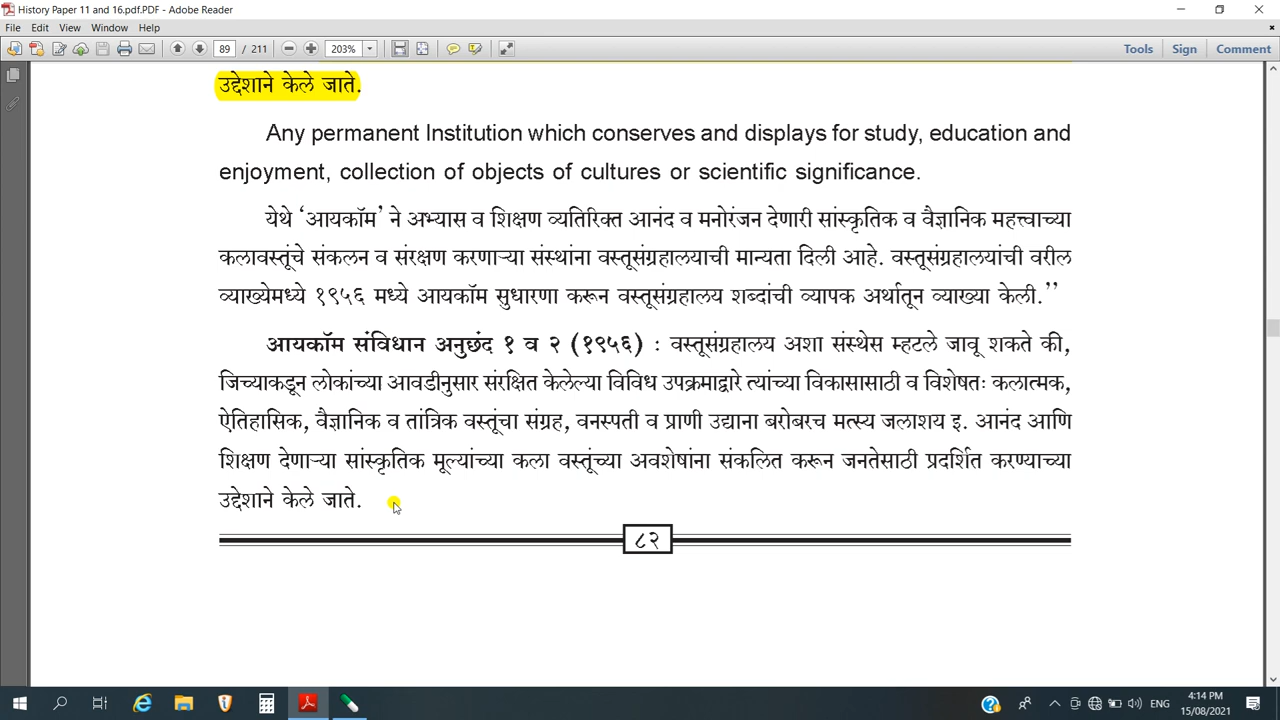 History Paper 11 and 16.pdf.PDF - Adobe Reader
File Edit View Window Help
89 / 211 203% Tools Sign Comment
उद्देशाने केले जाते.
Any permanent Institution which conserves and displays for study, education and
enjoyment, collection of objects of cultures or scientific significance.
येथे ‘आयकॉम’ ने अभ्यास व शिक्षण व्यतिरिक्त आनंद व मनोरंजन देणारी सांस्कृतिक व वैज्ञानिक महत्त्वाच्या
कलावस्तूंचे संकलन व संरक्षण करणाऱ्या संस्थांना वस्तूसंग्रहालयाची मान्यता दिली आहे. वस्तूसंग्रहालयांची वरील
व्याख्येमध्ये १९५६ मध्ये आयकॉम सुधारणा करून वस्तूसंग्रहालय शब्दांची व्यापक अर्थातून व्याख्या केली.’’
आयकॉम संविधान अनुछंद १ व २ (१९५६) : वस्तूसंग्रहालय अशा संस्थेस म्हटले जावू शकते की,
जिच्याकडून लोकांच्या आवडीनुसार संरक्षित केलेल्या विविध उपक्रमाद्वारे त्यांच्या विकासासाठी व विशेषतः कलात्मक,
ऐतिहासिक, वैज्ञानिक व तांत्रिक वस्तूंचा संग्रह, वनस्पती व प्राणी उद्याना बरोबरच मत्स्य जलाशय इ. आनंद आणि
शिक्षण देणाऱ्या सांस्कृतिक मूल्यांच्या कला वस्तूंच्या अवशेषांना संकलित करून जनतेसाठी प्रदर्शित करण्याच्या
उद्देशाने केले जाते.
८२
ENG 4:14 PM
15/08/2021